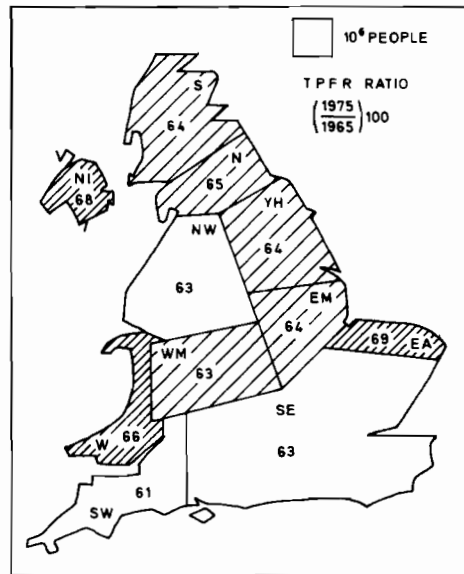 10⁶ PEOPLE
TPFR RATIO
(1975
1965)100
S
64
N
65
NI
68
YH
64
NW
63
EM
64
69
EA
WM
63
W
66
SE
63
61
SW